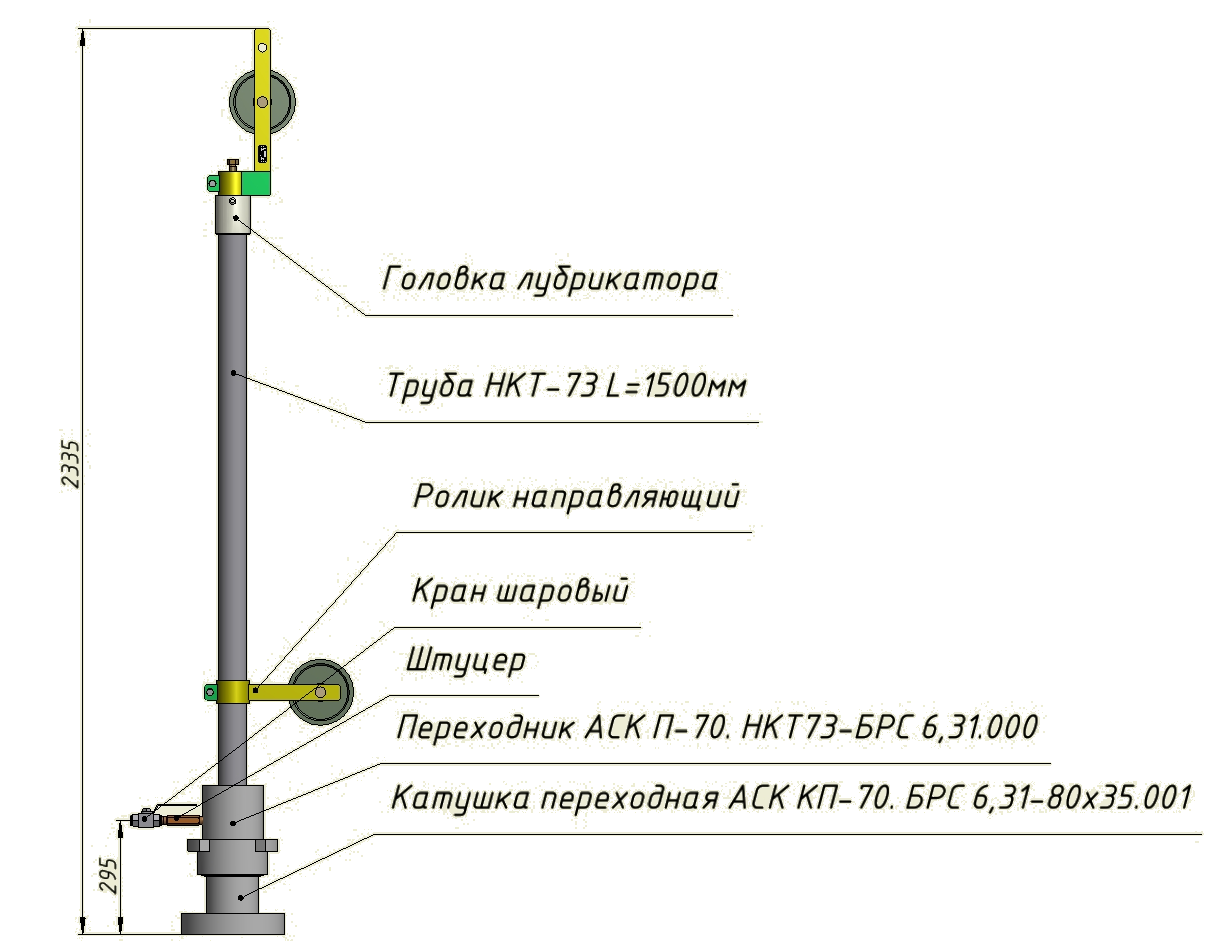 Головка лубрикатора
Труба НКТ-73 L=1500мм
2335
Ролик направляющий
Кран шаровый
Штуцер
Переходник АСК П-70. НКТ73-БРС 6,31.000
Катушка переходная АСК КП-70. БРС 6,31-80х35.001
295